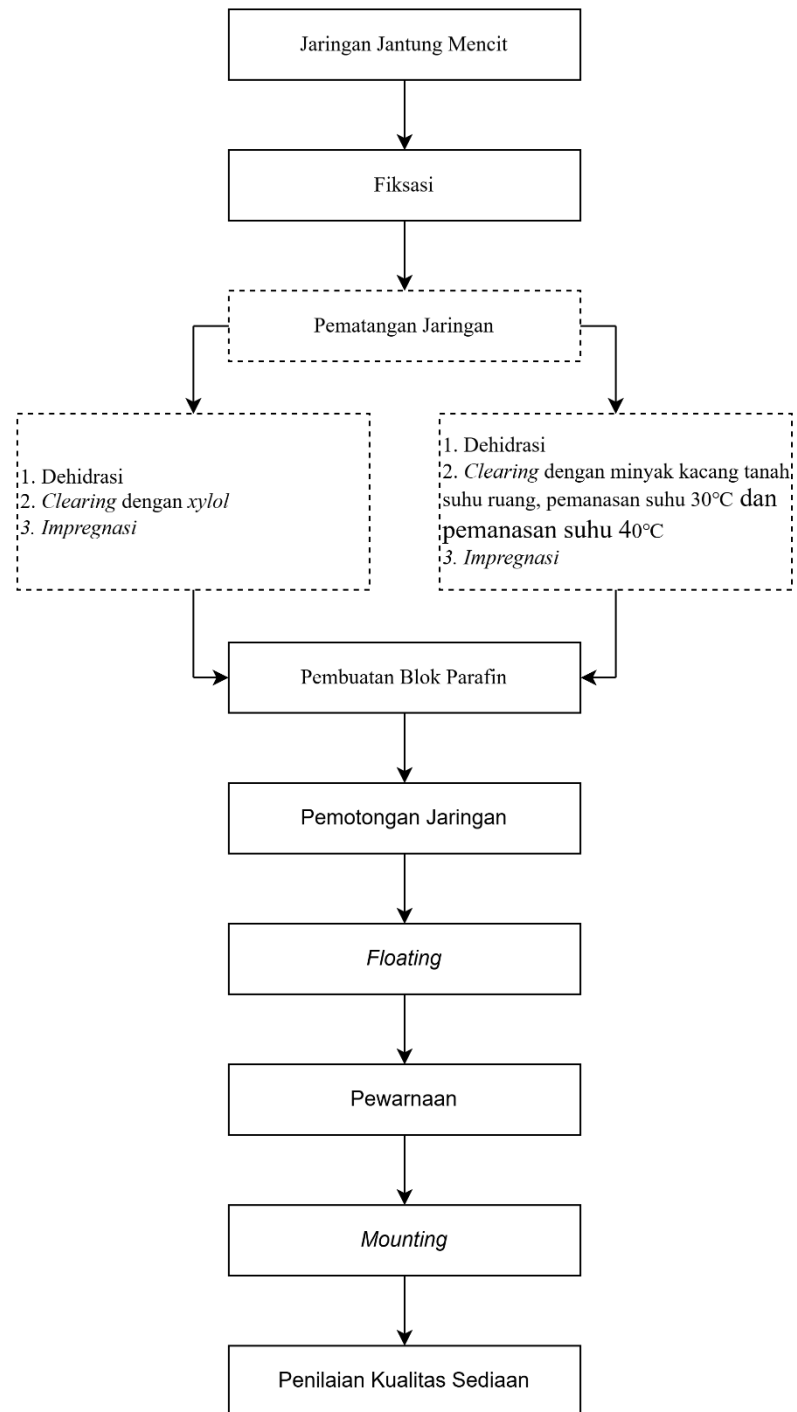 Jaringan Jantung Mencit
Fiksasi
Pematangan Jaringan
1. Dehidrasi
2. Clearing dengan xylol
3. Impregnasi
1. Dehidrasi
2. Clearing dengan minyak kacang tanah
suhu ruang, pemanasan suhu 30°C dan
pemanasan suhu 40°C
3. Impregnasi
Pembuatan Blok Parafin
Pemotongan Jaringan
Floating
Pewarnaan
Mounting
Penilaian Kualitas Sediaan